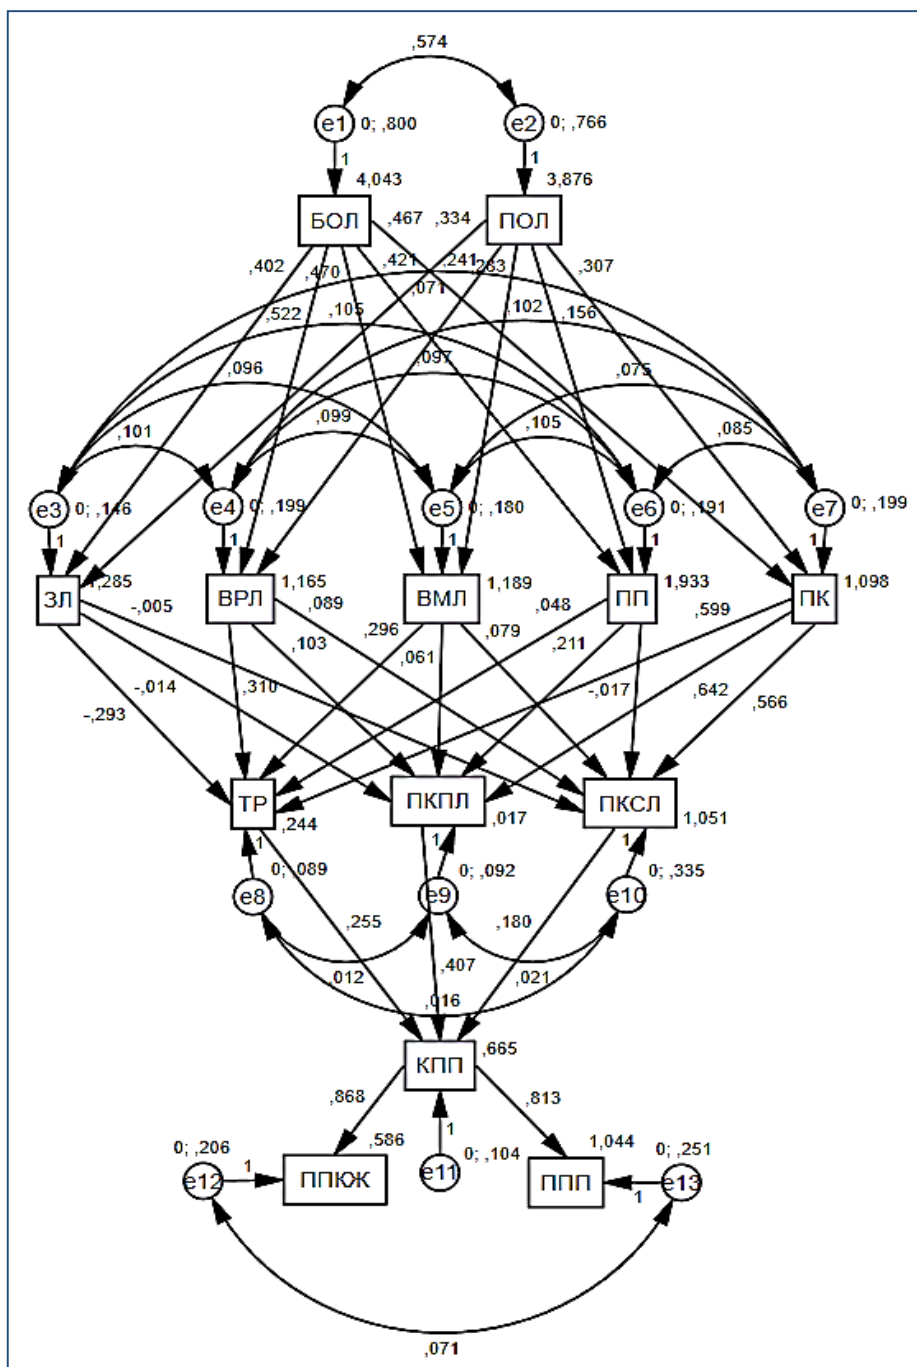 ,574
e1 0; ,800 e2 0; ,766
1 1
4,043 3,876
БОЛ ,467 ,334 ПОЛ
,402 ,470 ,421 ,241 ,283 ,307
,071
,522 ,105 ,102 ,156
,096 ,097 ,075
,101 ,099 ,105 ,085
e3 0; ,146 e4 0; ,199 e5 0; ,180 e6 0; ,191 e7 0; ,199
1 1 1 1 1
ЗЛ 1,285 ВРЛ 1,165 ВМЛ 1,189 ПП 1,933 ПК 1,098
-,005 ,089 ,048 ,599
,103 ,296 ,079 ,211
,061
-,014 ,310 -,017 ,642 ,566
-,293
ТР ПКПЛ ПКСЛ
,244 ,017 1,051
1 1 1
0; ,089 0; ,092 0; ,335
e8 e9 e10
,255 ,180
,012 ,407 ,021
,016
КПП ,665
,868 ,813
1
,586 1,044
0; ,206 0; ,104 0; ,251
e12 1 ППКЖ e11 ППП 1 e13
,071